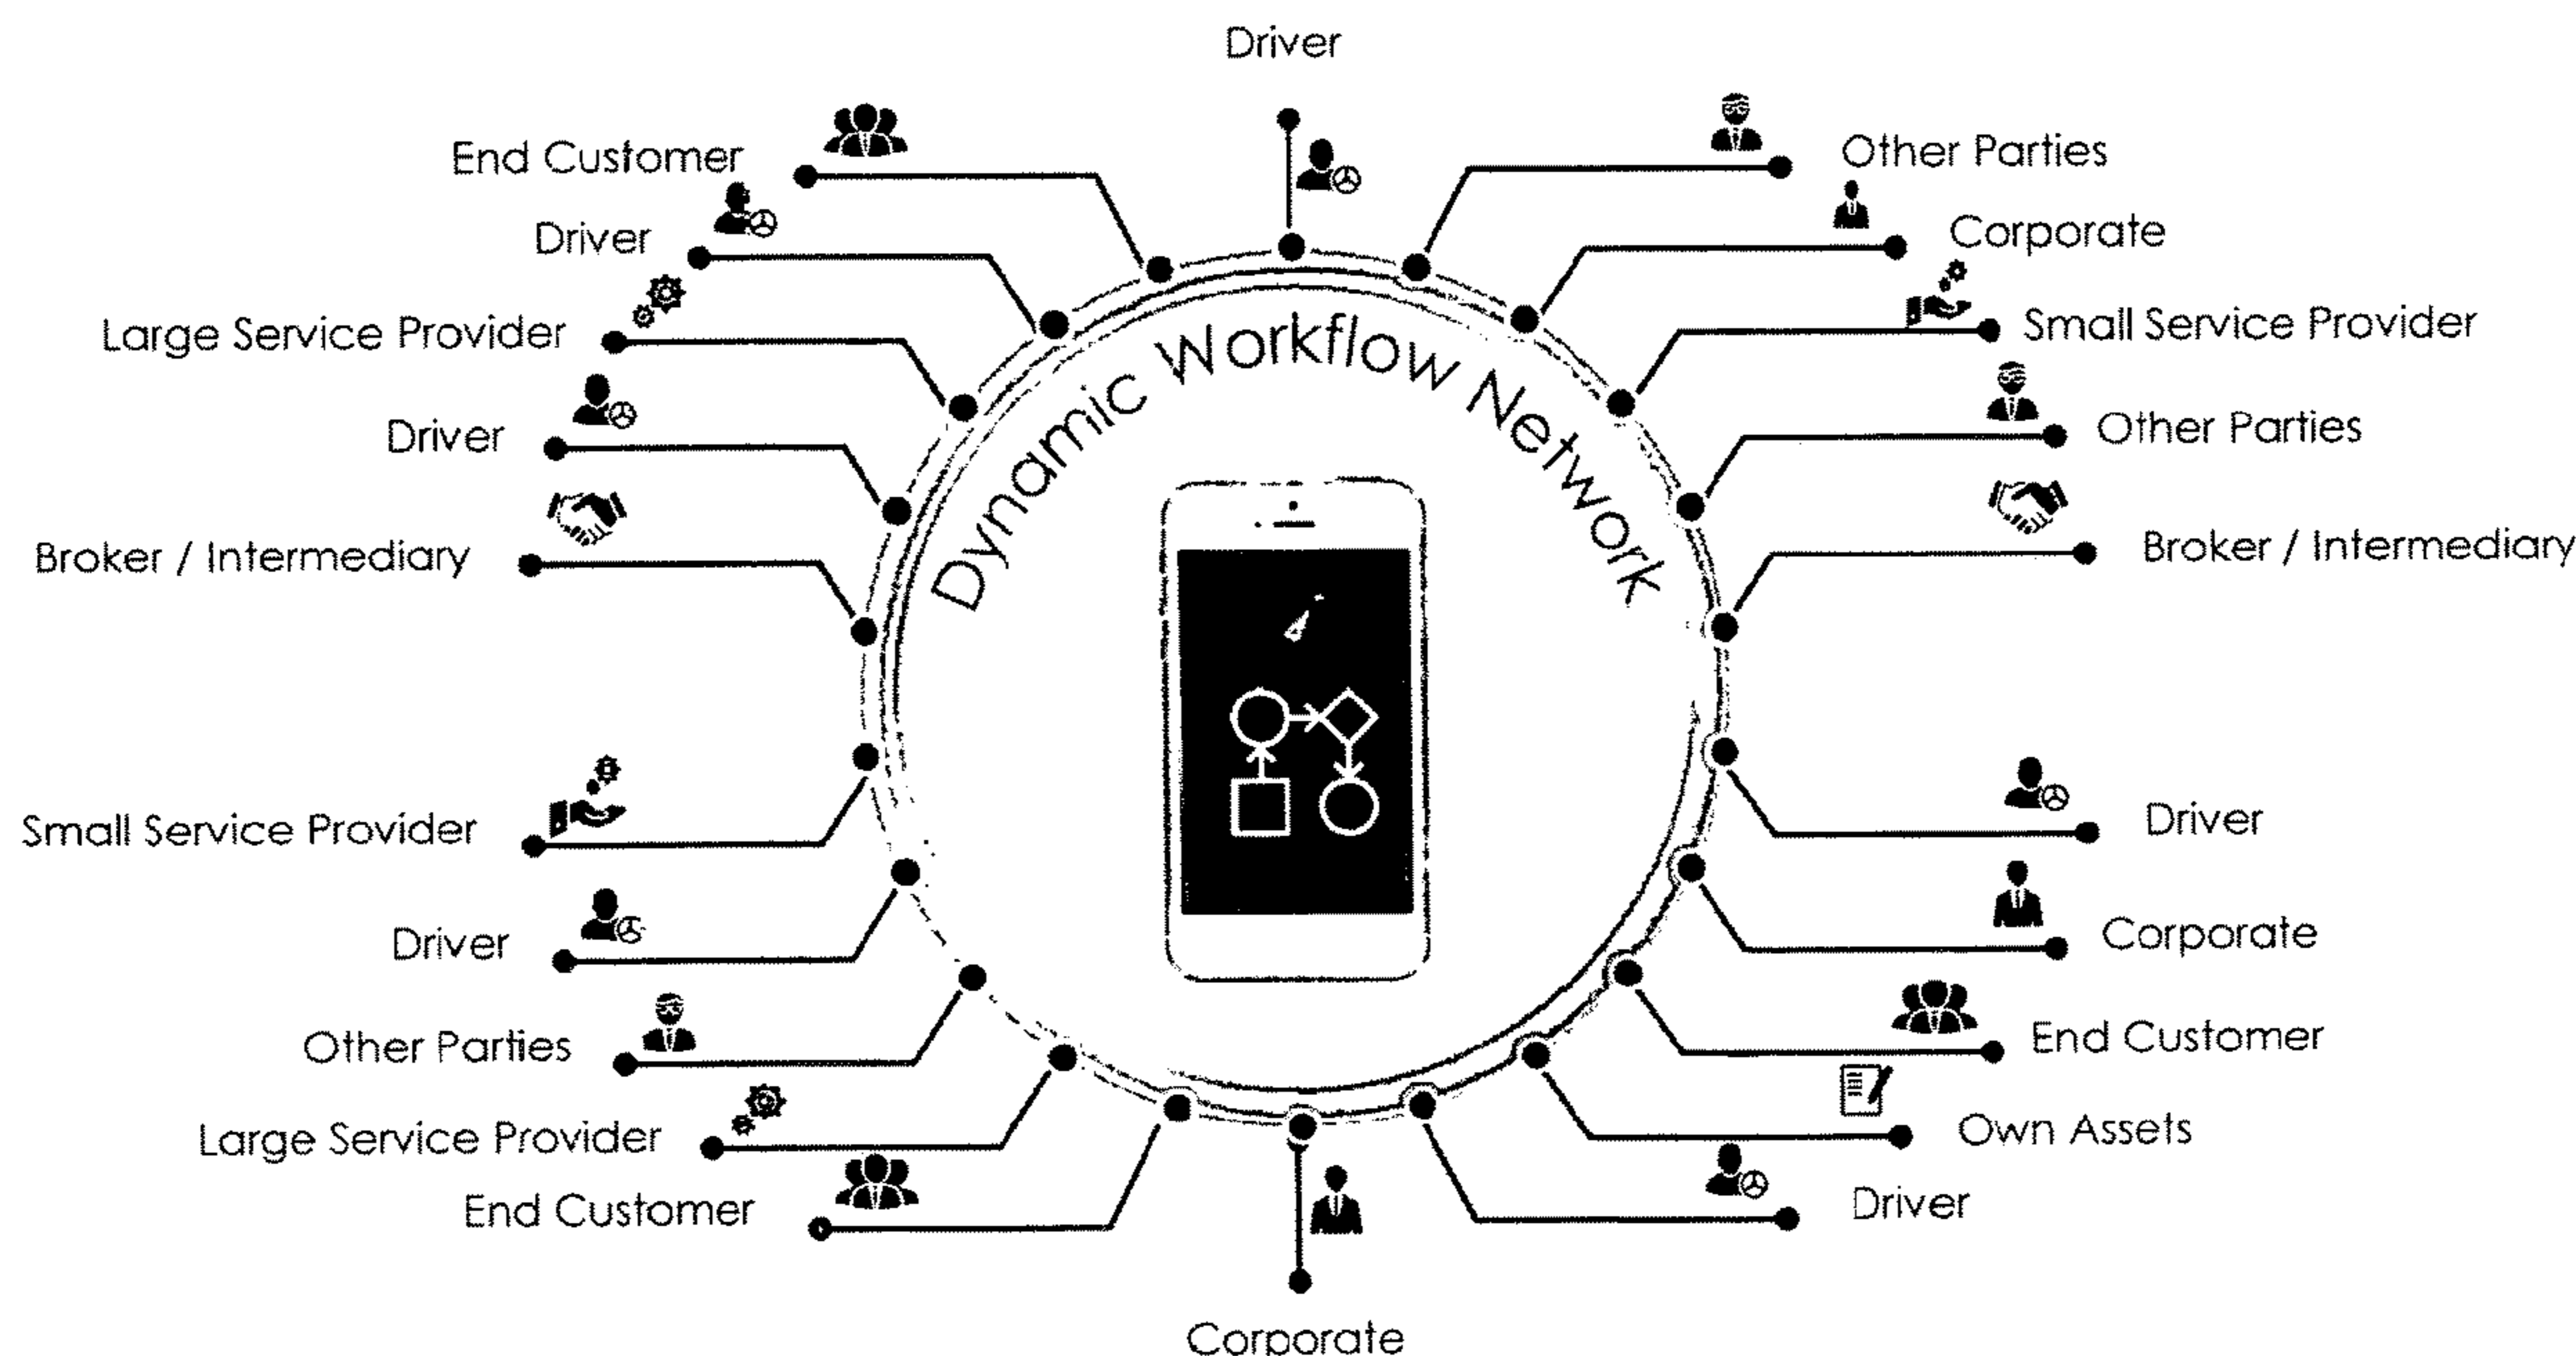 Driver
End Customer
Other Parties
Driver
Corporate
Large Service Provider
Small Service Provider
Driver
Other Parties
Broker / Intermediary
Broker / Intermediary
Dynamic Workflow Network
Small Service Provider
Driver
Driver
Corporate
Other Parties
End Customer
Large Service Provider
Own Assets
End Customer
Driver
Corporate